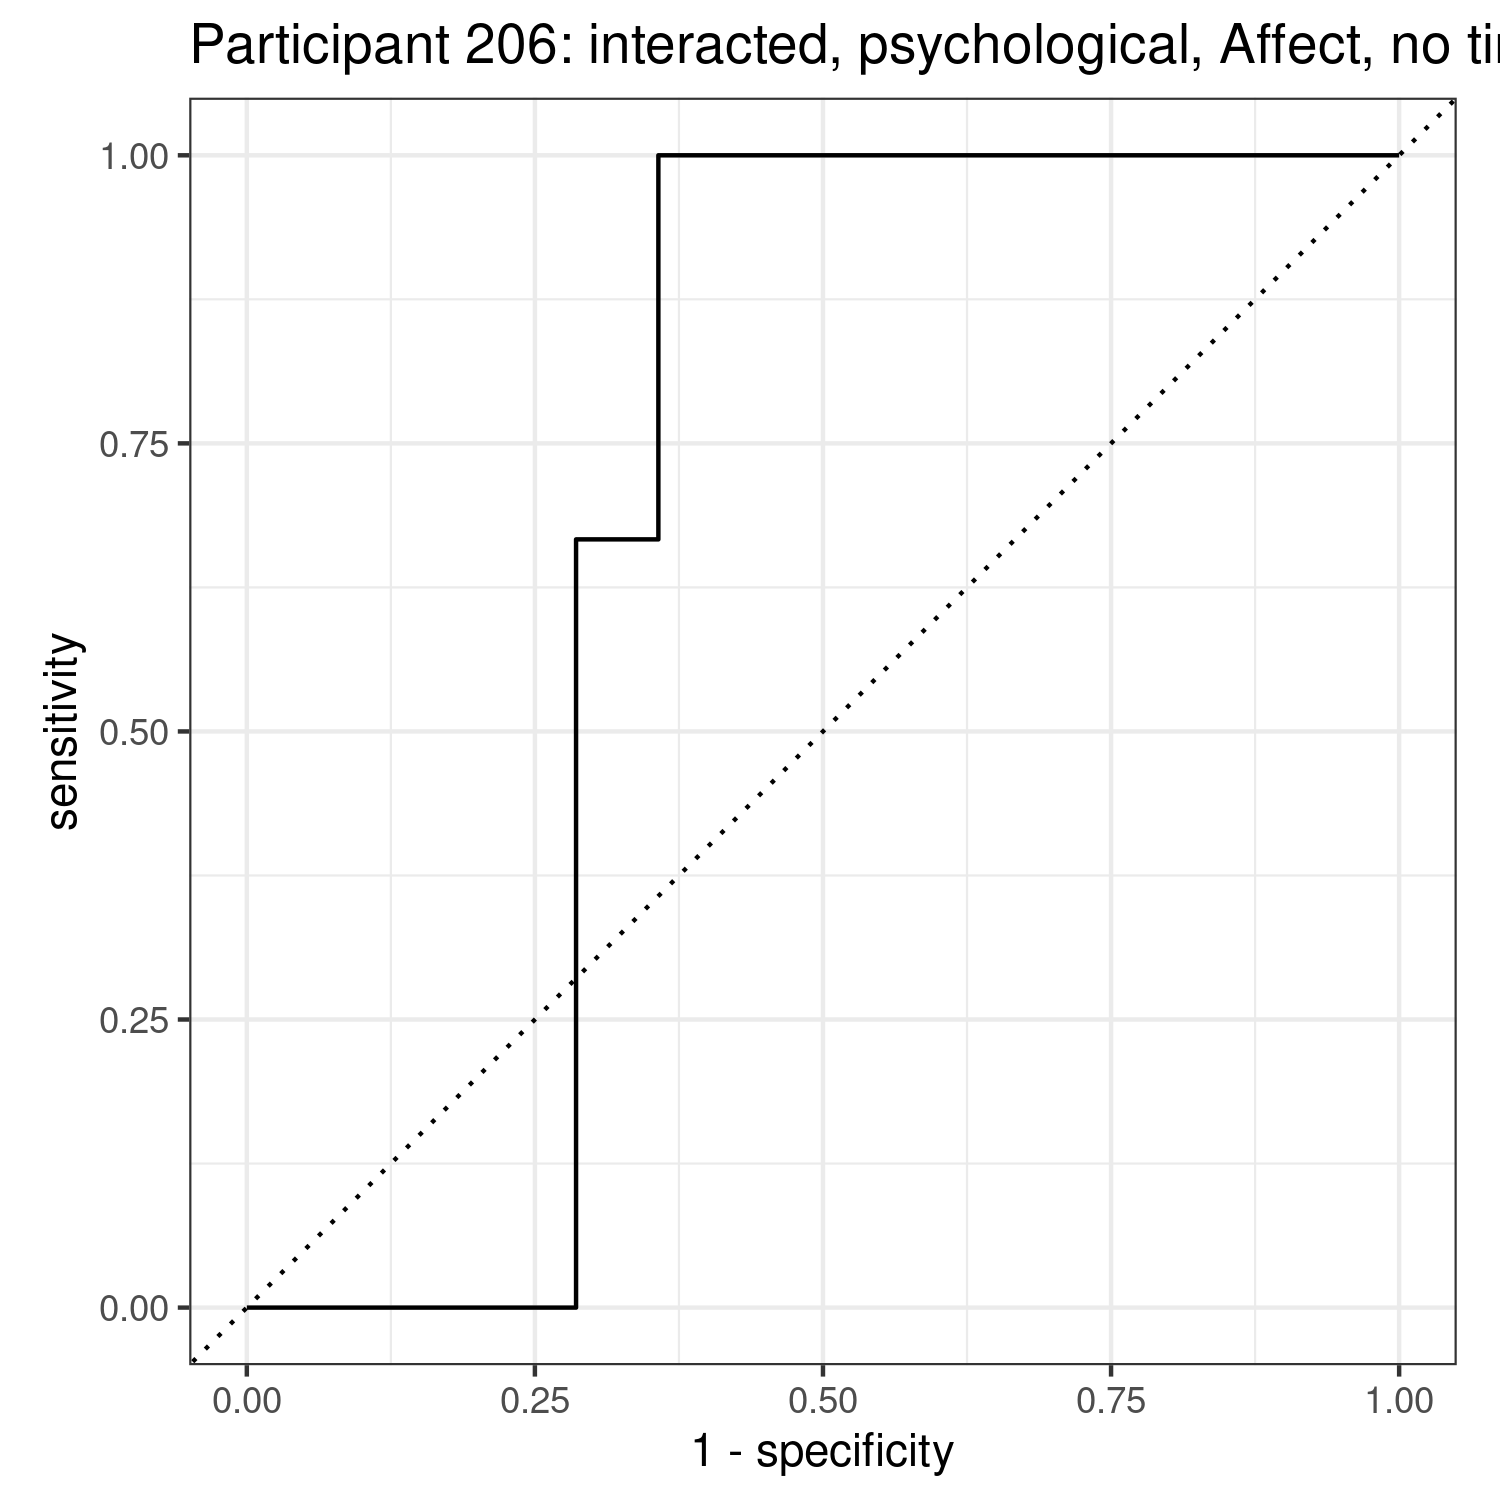 Participant 206: interacted, psychological, Affect, no
1.00
0.75
0.50
0.25
0.00
sensitivity
0.00 0.25 0.50 0.75 1.00
1 - specificity